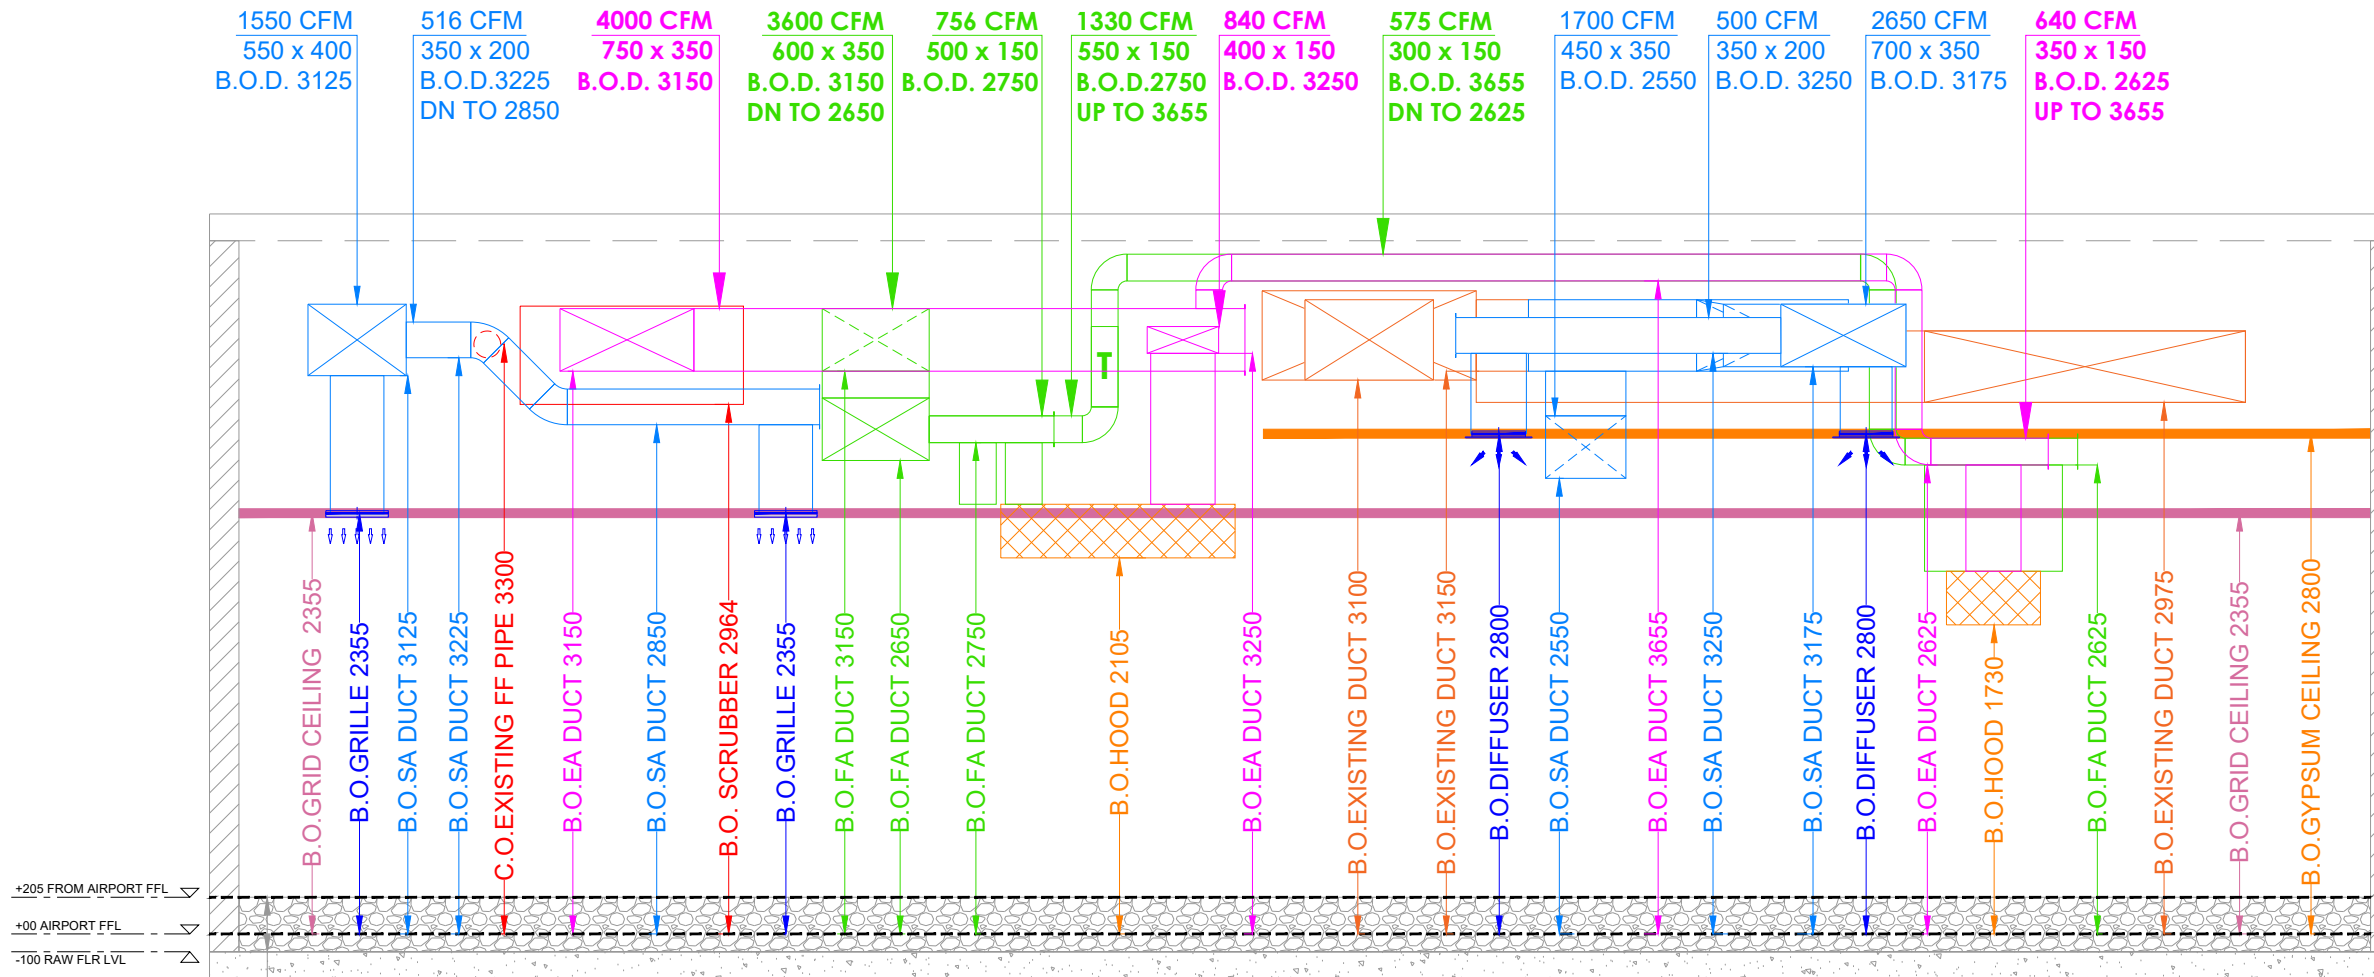 1550 CFM
550 x 400
B.O.D. 3125
516 CFM
350 x 200
B.O.D.3225
DN TO 2850
4000 CFM
750 x 350
B.O.D. 3150
3600 CFM
600 x 350
B.O.D. 3150
DN TO 2650
756 CFM
500 x 150
B.O.D. 2750
1330 CFM
550 x 150
B.O.D.2750
UP TO 3655
840 CFM
400 x 150
B.O.D. 3250
575 CFM
300 x 150
B.O.D. 3655
DN TO 2625
1700 CFM
450 x 350
B.O.D. 2550
500 CFM
350 x 200
B.O.D. 3250
2650 CFM
700 x 350
B.O.D. 3175
640 CFM
350 x 150
B.O.D. 2625
UP TO 3655
T
B.O.GRID CEILING 2355
B.O.GRILLE 2355
B.O.SA DUCT 3125
B.O.SA DUCT 3225
C.O.EXISTING FF PIPE 3300
B.O.EA DUCT 3150
B.O.SA DUCT 2850
B.O. SCRUBBER 2964
B.O.GRILLE 2355
B.O.FA DUCT 3150
B.O.FA DUCT 2650
B.O.FA DUCT 2750
B.O.HOOD 2105
B.O.EA DUCT 3250
B.O.EXISTING DUCT 3100
B.O.EXISTING DUCT 3150
B.O.DIFFUSER 2800
B.O.SA DUCT 2550
B.O.EA DUCT 3655
B.O.SA DUCT 3250
B.O.SA DUCT 3175
B.O.DIFFUSER 2800
B.O.EA DUCT 2625
B.O.HOOD 1730
B.O.FA DUCT 2625
B.O.EXISTING DUCT 2975
B.O.GRID CEILING 2355
B.O.GYPSUM CEILING 2800
+205 FROM AIRPORT FFL
+00 AIRPORT FFL
-100 RAW FLR LVL